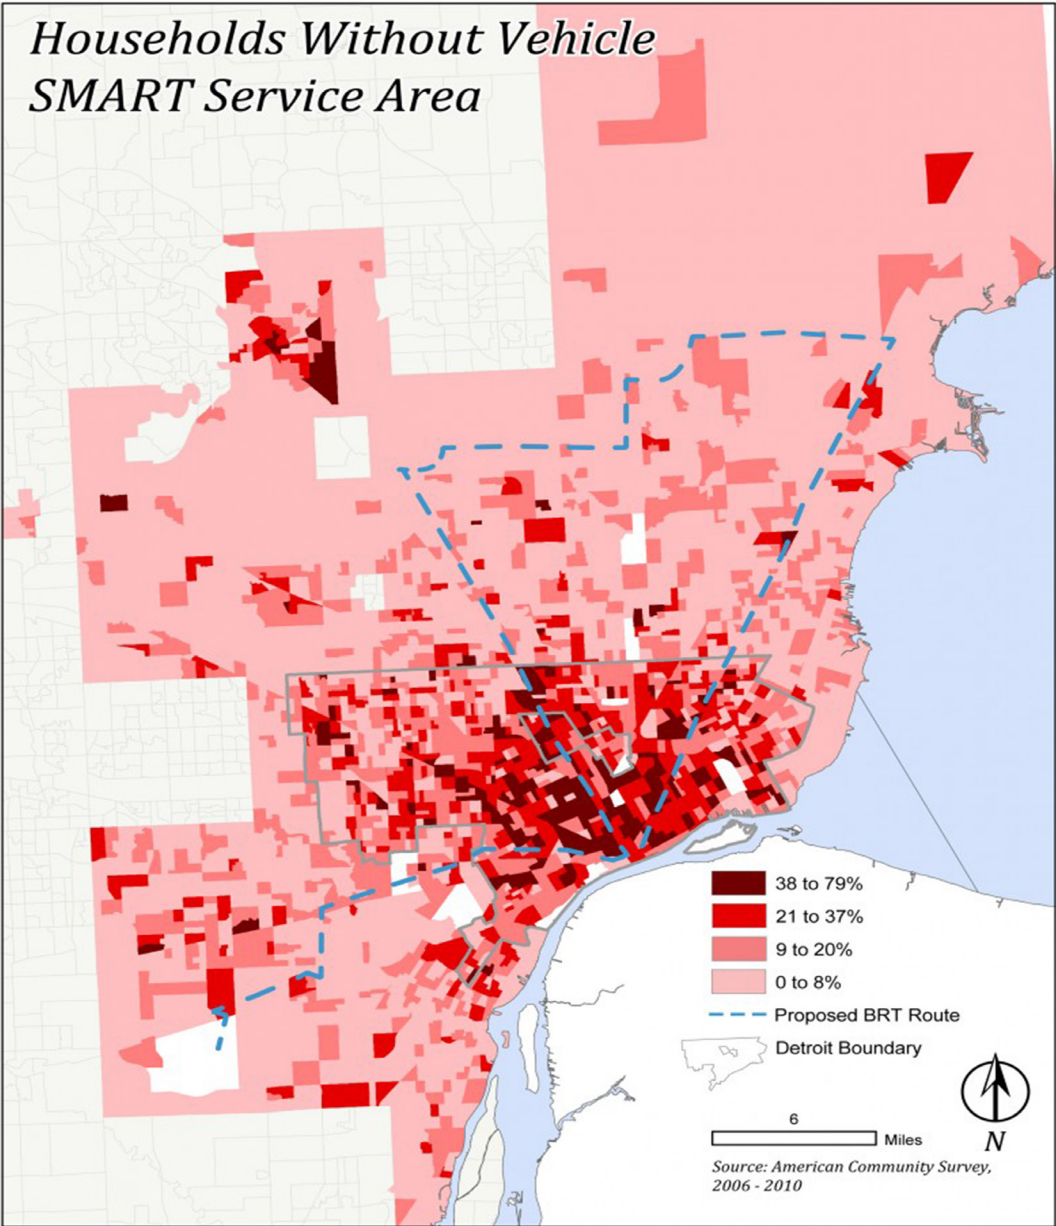 Households Without Vehicle
SMART Service Area
38 to 79%
21 to 37%
9 to 20%
0 to 8%
Proposed BRT Route
Detroit Boundary
6
Miles
N
Source: American Community Survey,
2006 - 2010